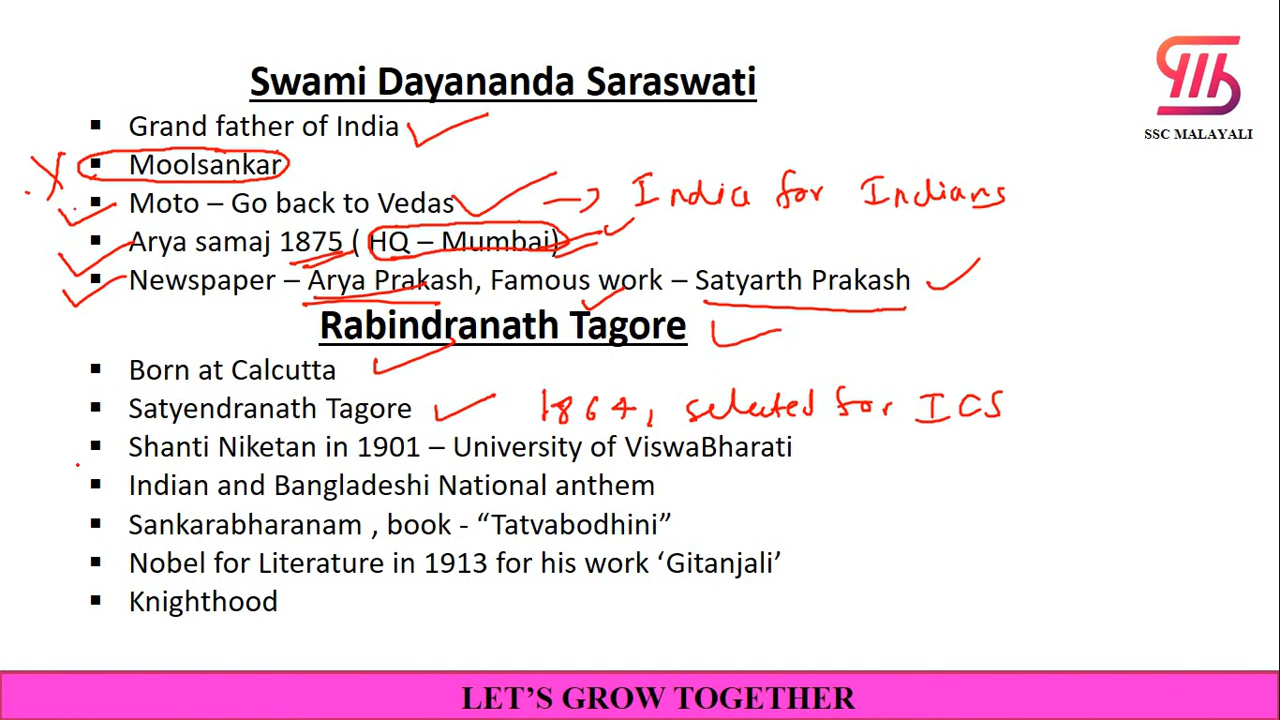 SSC MALAYALI
Swami Dayananda Saraswati
▪ Grand father of India
▪ Moolsankar
▪ Moto – Go back to Vedas → India for Indians
▪ Arya samaj 1875 ( HQ – Mumbai)
▪ Newspaper – Arya Prakash, Famous work – Satyarth Prakash
Rabindranath Tagore
▪ Born at Calcutta
▪ Satyendranath Tagore 1864, selected for ICS
▪ Shanti Niketan in 1901 – University of ViswaBharati
▪ Indian and Bangladeshi National anthem
▪ Sankarabharanam , book - “Tatvabodhini”
▪ Nobel for Literature in 1913 for his work ‘Gitanjali’
▪ Knighthood
LET’S GROW TOGETHER